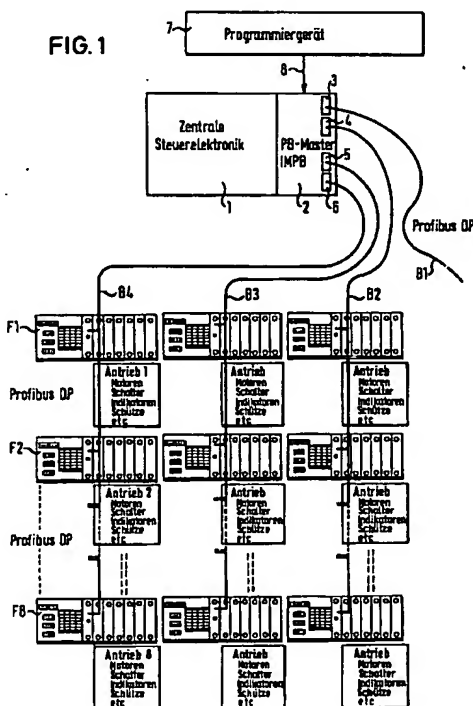 FIG.1
7
Programmiergerät
8
3
4
5
6
Zentrale
Steuerelektronik
PB-Master
IMPB
1
2
Profibus DP
B1
B4
B3
B2
F1
Profibus DP
Antrieb 1
Motoren
Schalter
Indikatoren
Schütze
etc
Antrieb
Motoren
Schalter
Indikatoren
Schütze
etc
Antrieb
Motoren
Schalter
Indikatoren
Schütze
etc
F2
Profibus DP
Antrieb 2
Motoren
Schalter
Indikatoren
Schütze
etc
Antrieb
Motoren
Schalter
Indikatoren
Schütze
etc
Antrieb
Motoren
Schalter
Indikatoren
Schütze
etc
F8
Antrieb 8
Motoren
Schalter
Indikatoren
Schütze
etc
Antrieb
Motoren
Schalter
Indikatoren
Schütze
etc
Antrieb
Motoren
Schalter
Indikatoren
Schütze
etc